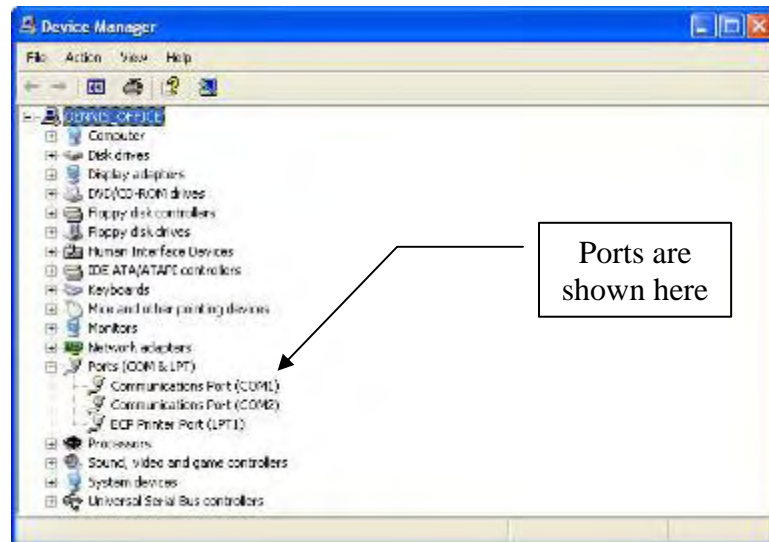 Device Manager
File Action View Help
DENNIS_OFFICE
Computer
Disk drives
Display adapters
DVD/CD-ROM drives
Floppy disk controllers
Floppy disk drives
Human Interface Devices
IDE ATA/ATAPI controllers
Keyboards
Mice and other pointing devices
Monitors
Network adapters
Ports (COM & LPT)
Communications Port (COM1)
Communications Port (COM2)
ECP Printer Port (LPT1)
Processors
Sound, video and game controllers
System devices
Universal Serial Bus controllers
Ports are
shown here